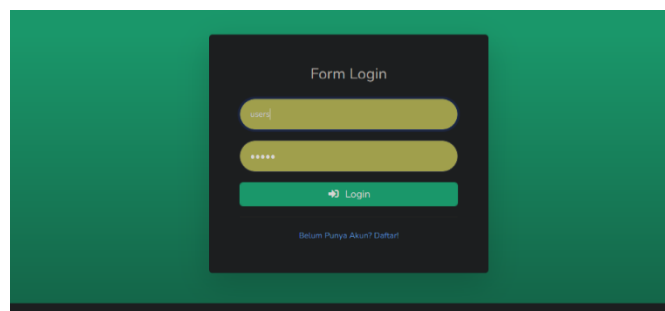 Form Login
users
•••••
Login
Belum Punya Akun? Daftar!